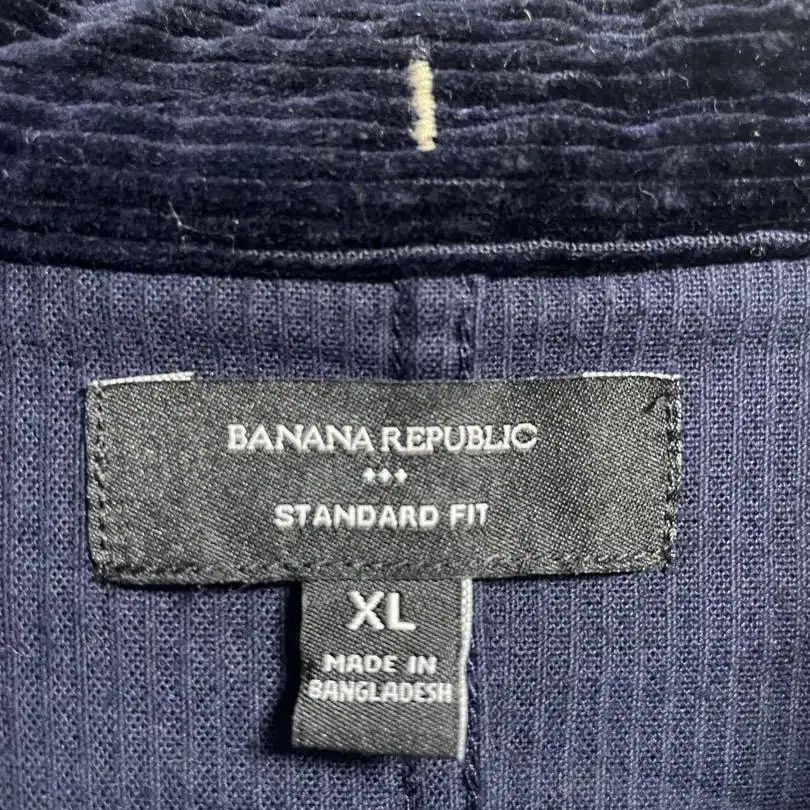 BANANA REPUBLIC
STANDARD FIT
XL
MADE IN
BANGLADESH